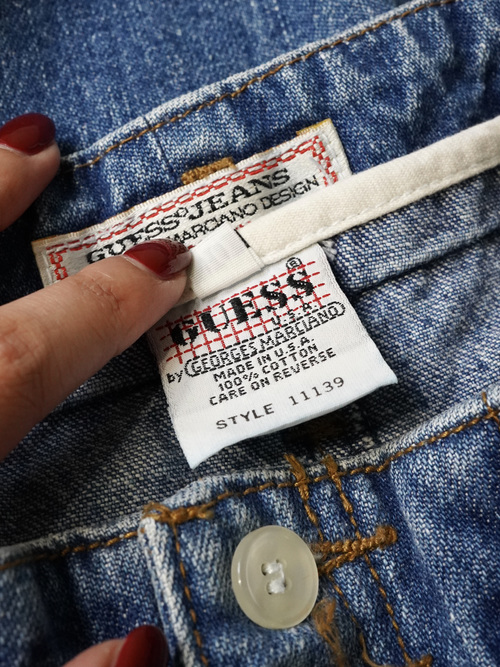 GUESS® JEANS
MARCIANO DESIGN
GUESS®
U.S.A.
by GEORGES MARCIANO
MADE IN U.S.A.
100% COTTON
CARE ON REVERSE
STYLE 11139